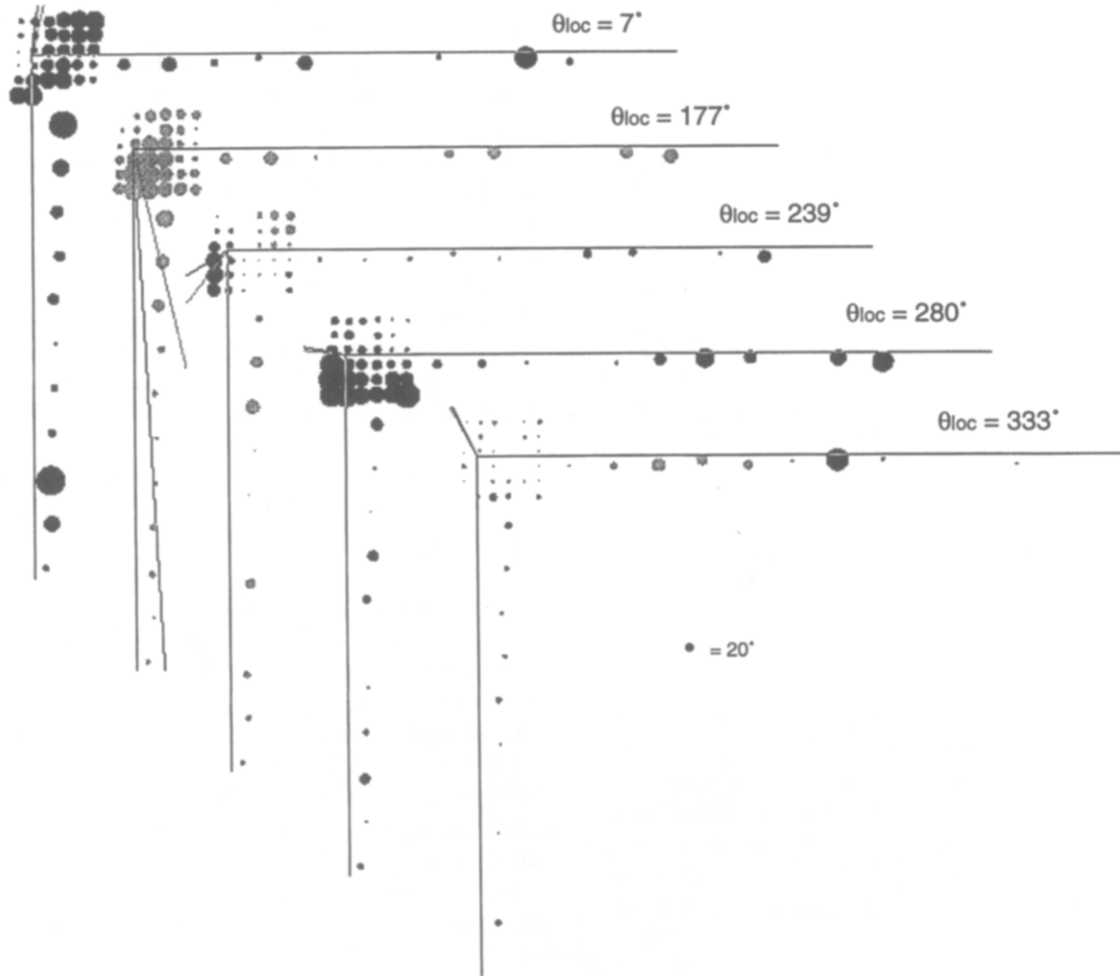 θloc = 7°
θloc = 177°
θloc = 239°
θloc = 280°
θloc = 333°
= 20°